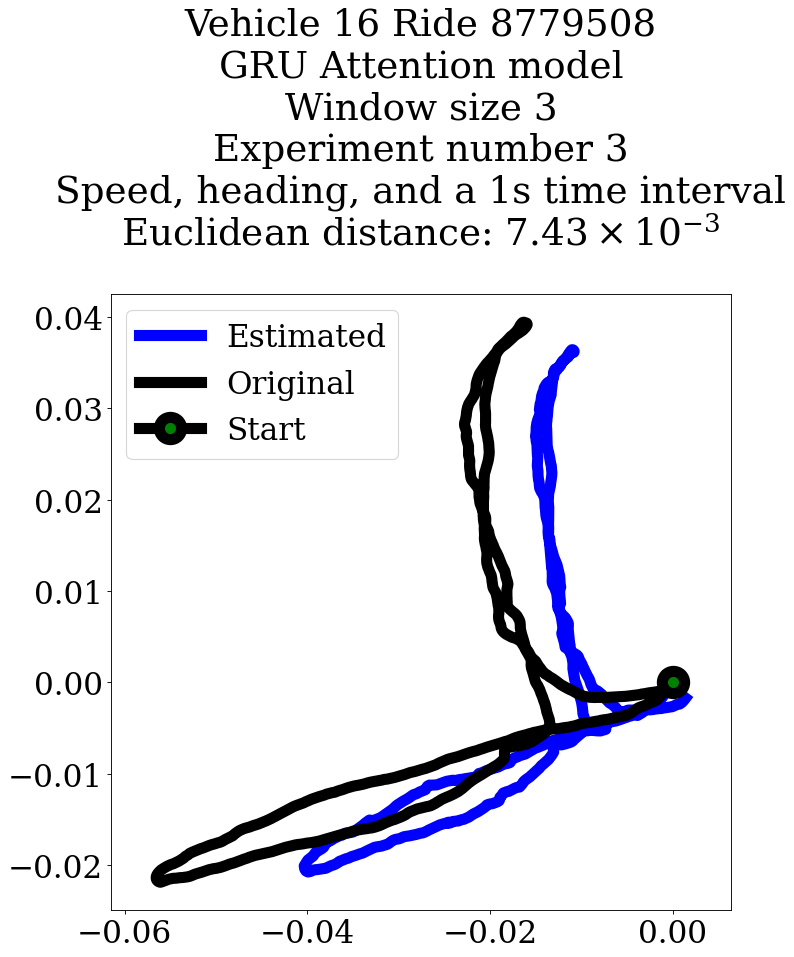 Vehicle 16 Ride 8779508
GRU Attention model
Window size 3
Experiment number 3
Speed, heading, and a 1s time interval
Euclidean distance: 7.43 × 10⁻³
Estimated
Original
Start
0.04
0.03
0.02
0.01
0.00
−0.01
−0.02
−0.06
−0.04
−0.02
0.00